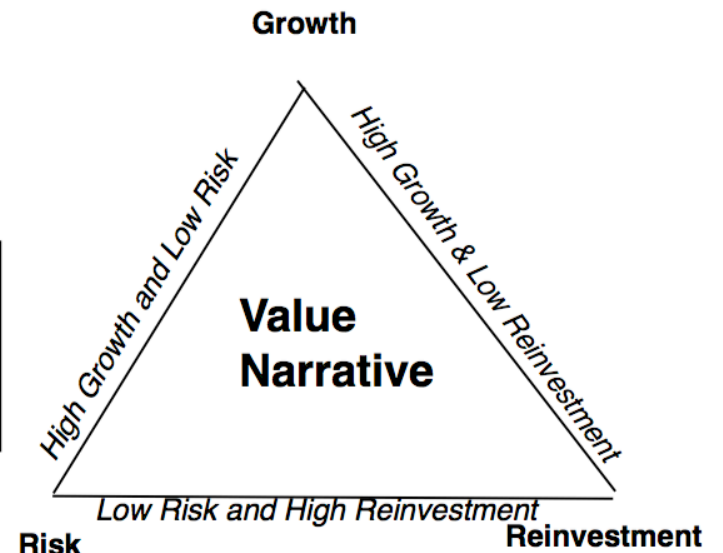 Growth
High Growth and Low Risk
High Growth & Low Reinvestment
Value
Narrative
Low Risk and High Reinvestment
Risk
Reinvestment